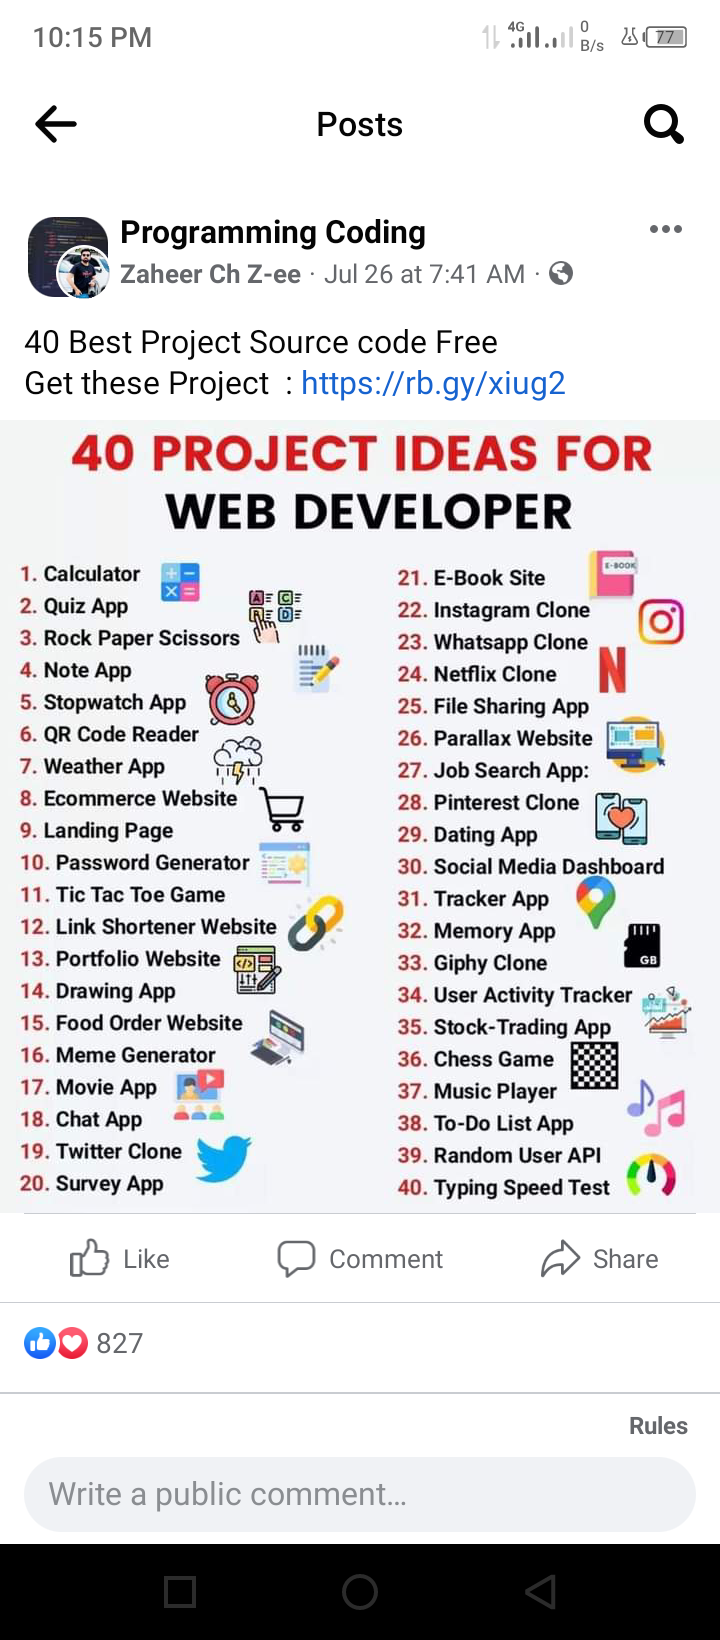 10:15 PM
4G 0 B/s 77
Posts
Programming Coding
Zaheer Ch Z-ee · Jul 26 at 7:41 AM ·
40 Best Project Source code Free
Get these Project : https://rb.gy/xiug2
40 PROJECT IDEAS FOR
WEB DEVELOPER
1. Calculator
2. Quiz App
3. Rock Paper Scissors
4. Note App
5. Stopwatch App
6. QR Code Reader
7. Weather App
8. Ecommerce Website
9. Landing Page
10. Password Generator
11. Tic Tac Toe Game
12. Link Shortener Website
13. Portfolio Website
14. Drawing App
15. Food Order Website
16. Meme Generator
17. Movie App
18. Chat App
19. Twitter Clone
20. Survey App
A C
B D
</>
21. E-Book Site
22. Instagram Clone
23. Whatsapp Clone
24. Netflix Clone
25. File Sharing App
26. Parallax Website
27. Job Search App:
28. Pinterest Clone
29. Dating App
30. Social Media Dashboard
31. Tracker App
32. Memory App
33. Giphy Clone
34. User Activity Tracker
35. Stock-Trading App
36. Chess Game
37. Music Player
38. To-Do List App
39. Random User API
40. Typing Speed Test
E-BOOK
N
GB
Like Comment Share
827
Rules
Write a public comment...